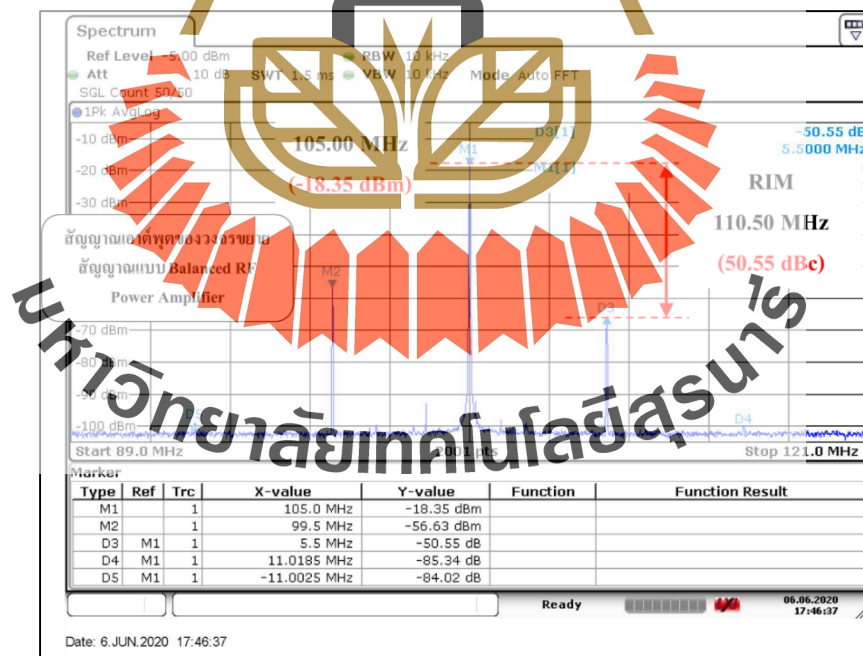 Spectrum
Ref Level -5.00 dBm RBW 10 kHz
Att 10 dB SWT 1.5 ms VBW 10 kHz Mode Auto FFT
SGL Count 50/50
1Pk AvgLog
D3[1] -50.55 dB
5.5000 MHz
M1[1]
-10 dBm
-20 dBm
-30 dBm
105.00 MHz
(-18.35 dBm)
M1
RIM
110.50 MHz
(50.55 dBc)
สัญญาณเอาต์พุตของวงจรขยาย
สัญญาณแบบ Balanced RF
Power Amplifier
M2
D3
-70 dBm
-80 dBm
-90 dBm
-100 dBm
D5
D4
Start 89.0 MHz 2001 pts Stop 121.0 MHz
มหาวิทยาลัยเทคโนโลยีสุรนารี
Marker
Type Ref Trc X-value Y-value Function Function Result
M1 1 105.0 MHz -18.35 dBm
M2 1 99.5 MHz -56.63 dBm
D3 M1 1 5.5 MHz -50.55 dB
D4 M1 1 11.0185 MHz -85.34 dB
D5 M1 1 -11.0025 MHz -84.02 dB
Ready 06.06.2020
17:46:37
Date: 6.JUN.2020 17:46:37